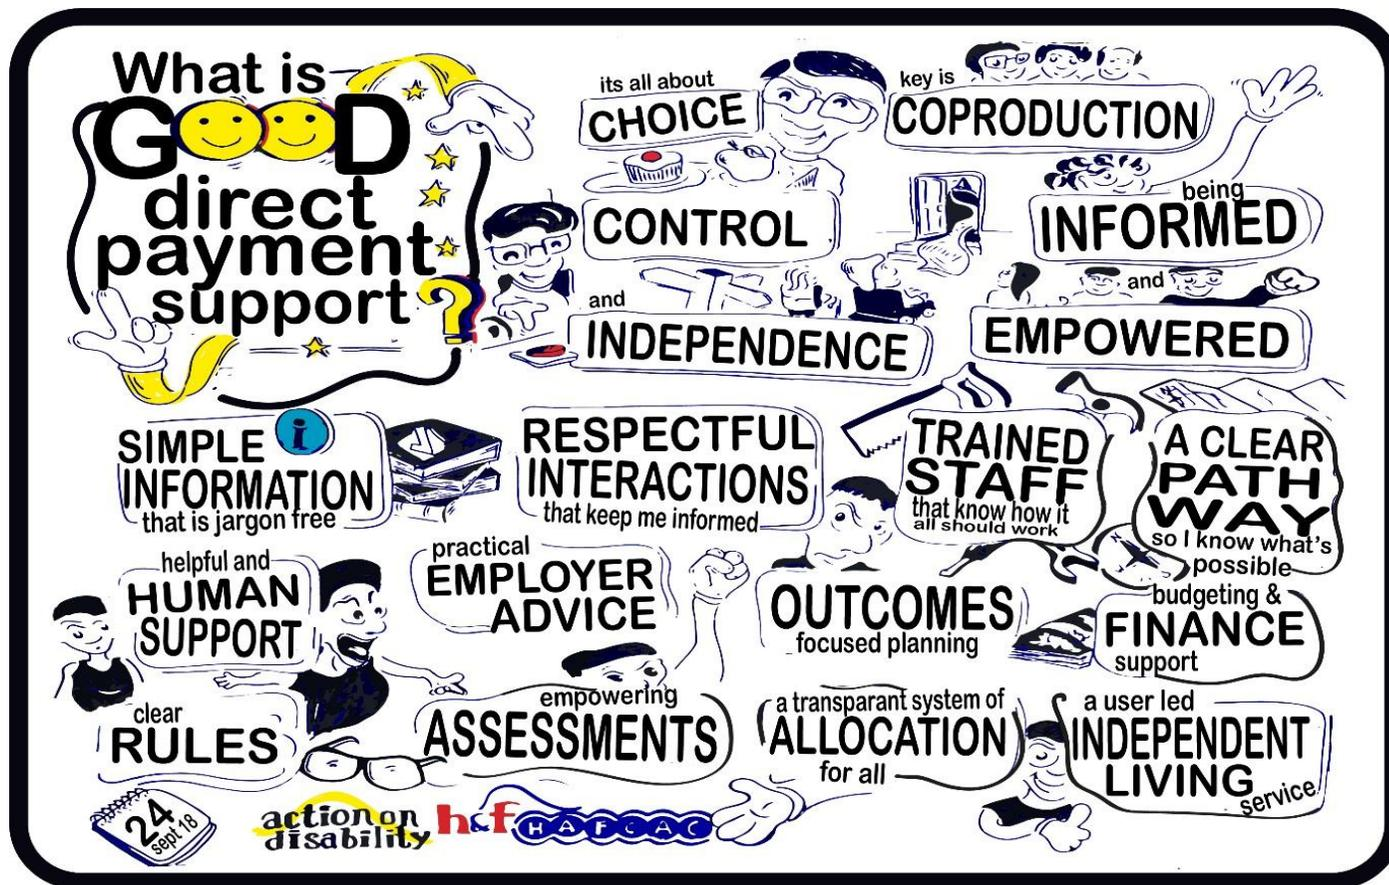 What is
GOOD
direct
payment
support?
its all about
CHOICE
CONTROL
and
INDEPENDENCE
key is
COPRODUCTION
being
INFORMED
and
EMPOWERED
SIMPLE i
INFORMATION
that is jargon free
RESPECTFUL
INTERACTIONS
that keep me informed
TRAINED
STAFF
that know how it
all should work
A CLEAR
PATH
WAY
so I know what's
possible
helpful and
HUMAN
SUPPORT
practical
EMPLOYER
ADVICE
OUTCOMES
focused planning
budgeting &
FINANCE
support
clear
RULES
empowering
ASSESSMENTS
a transparant system of
ALLOCATION
for all
a user led
INDEPENDENT
LIVING
service
24
sept 18
action on
disability
h&f
HAFCAC